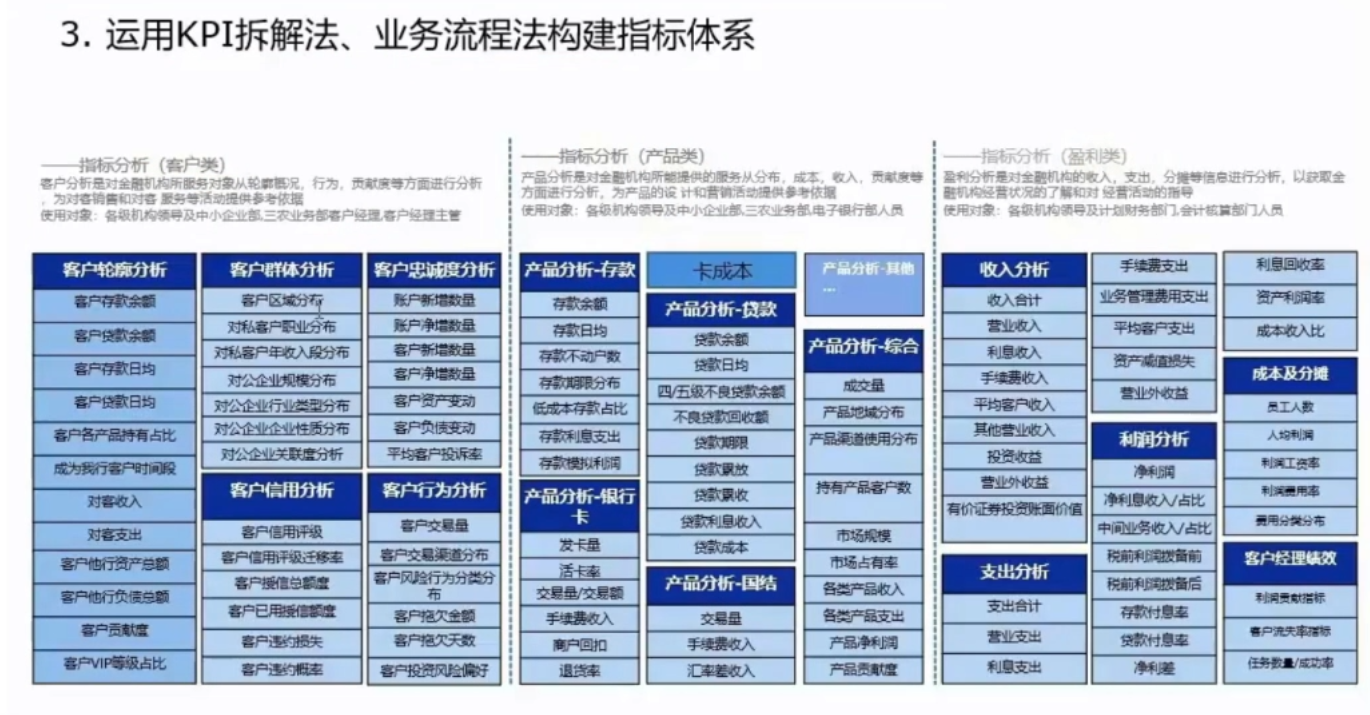 3. 运用KPI拆解法、业务流程法构建指标体系
——指标分析（客户类）
客户分析是对金融机构所服务对象从轮廓概况，行为，贡献度等方面进行分析
，为对客销售和对客 服务等活动提供参考依据
使用对象：各级机构领导及中小企业部,三农业务部客户经理,客户经理主管
客户轮廓分析
客户存款余额
客户贷款余额
客户存款日均
客户贷款日均
客户各产品持有占比
成为我行客户时间段
对客收入
对客支出
客户他行资产总额
客户他行负债总额
客户贡献度
客户VIP等级占比
客户群体分析
客户区域分布
对私客户职业分布
对私客户年收入段分布
对公企业规模分布
对公企业行业类型分布
对公企业企业性质分布
对公企业关联度分析
客户信用分析
客户信用评级
客户信用评级迁移率
客户授信总额度
客户已用授信额度
客户违约损失
客户违约概率
客户忠诚度分析
账户新增数量
账户净增数量
客户新增数量
客户净增数量
客户资产变动
客户负债变动
平均客户投诉率
客户行为分析
客户交易量
客户交易渠道分布
客户风险行为分类分
布
客户拖欠金额
客户拖欠天数
客户投资风险偏好
——指标分析（产品类）
产品分析是对金融机构所能提供的服务从分布，成本，收入，贡献度等
方面进行分析，为产品的设 计和营销活动提供参考依据
使用对象：各级机构领导及中小企业部,三农业务部,电子银行部人员
产品分析-存款
存款余额
存款日均
存款不动户数
存款期限分布
低成本存款占比
存款利息支出
存款模拟利润
产品分析-银行
卡
发卡量
活卡率
交易量/交易额
手续费收入
商户回扣
退货率
卡成本
产品分析-贷款
贷款余额
贷款日均
四/五级不良贷款余额
不良贷款回收额
贷款期限
贷款累放
贷款累收
贷款利息收入
贷款成本
产品分析-国结
交易量
手续费收入
汇率差收入
产品分析-其他
...
产品分析-综合
成交量
产品地域分布
产品渠道使用分布
持有产品客户数
市场规模
市场占有率
各类产品收入
各类产品支出
产品净利润
产品贡献度
——指标分析（盈利类）
盈利分析是对金融机构的收入，支出，分摊等信息进行分析，以获取金
融机构经营状况的了解和对 经营活动的指导
使用对象：各级机构领导及计划财务部门,会计核算部门人员
收入分析
收入合计
营业收入
利息收入
手续费收入
平均客户收入
其他营业收入
投资收益
营业外收益
有价证券投资账面价值
支出分析
支出合计
营业支出
利息支出
手续费支出
业务管理费用支出
平均客户支出
资产减值损失
营业外收益
利润分析
净利润
净利息收入/占比
中间业务收入/占比
税前利润拨备前
税前利润拨备后
存款付息率
贷款付息率
净利差
利息回收率
资产利润率
成本收入比
成本及分摊
员工人数
人均利润
利润工资率
利润费用率
费用分类分布
客户经理绩效
利润贡献指标
客户流失率指标
任务数量/成功率